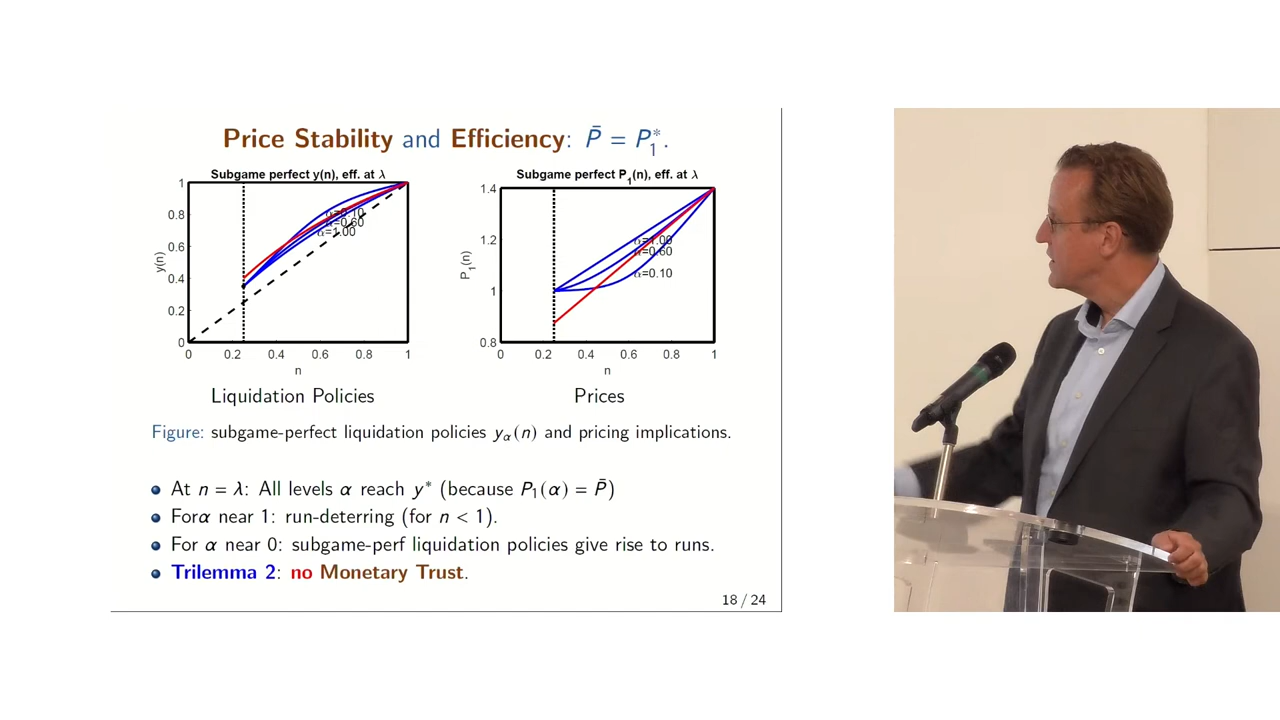 Price Stability and Efficiency: P̄ = P₁*.
Subgame perfect y(n), eff. at λ
1
0.8
0.6
0.4
0.2
0
y(n)
α=0.10
α=0.60
α=1.00
0 0.2 0.4 0.6 0.8 1
n
Liquidation Policies
Subgame perfect P₁(n), eff. at λ
1.4
1.2
1
0.8
P₁(n)
α=1.00
α=0.60
α=0.10
0 0.2 0.4 0.6 0.8 1
n
Prices
Figure: subgame-perfect liquidation policies yα(n) and pricing implications.
At n = λ: All levels α reach y* (because P₁(α) = P̄)
Forα near 1: run-deterring (for n < 1).
For α near 0: subgame-perf liquidation policies give rise to runs.
Trilemma 2: no Monetary Trust.
18 / 24